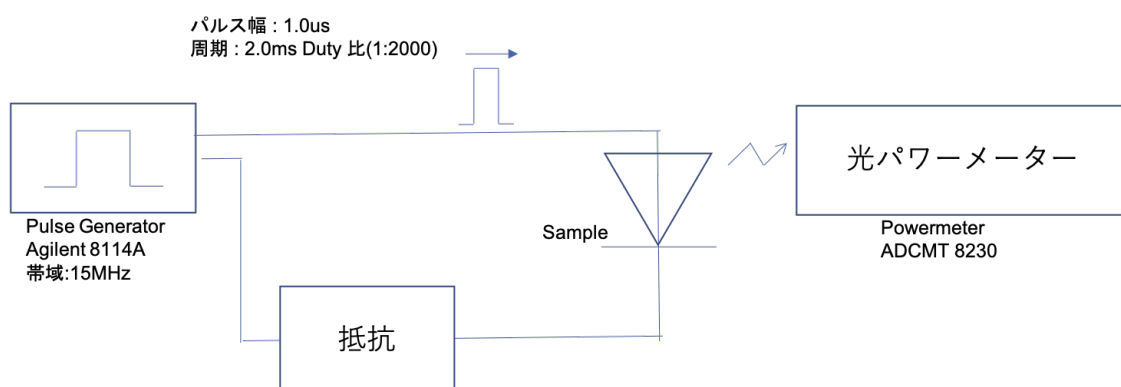 パルス幅 : 1.0us
周期 : 2.0ms Duty 比(1:2000)
光パワーメーター
Pulse Generator
Agilent 8114A
帯域:15MHz
Sample
Powermeter
ADCMT 8230
抵抗